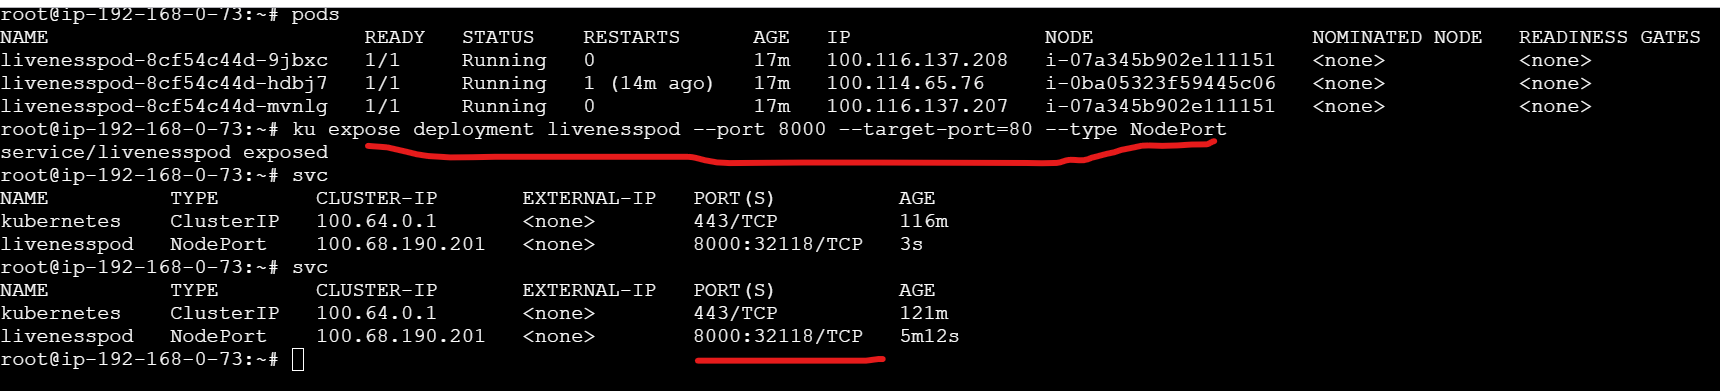 root@ip-192-168-0-73:~# pods
NAME READY STATUS RESTARTS AGE IP NODE NOMINATED NODE READINESS GATES
livenesspod-8cf54c44d-9jbxc 1/1 Running 0 17m 100.116.137.208 i-07a345b902e111151 <none> <none>
livenesspod-8cf54c44d-hdbj7 1/1 Running 1 (14m ago) 17m 100.114.65.76 i-0ba05323f59445c06 <none> <none>
livenesspod-8cf54c44d-mvnlg 1/1 Running 0 17m 100.116.137.207 i-07a345b902e111151 <none> <none>
root@ip-192-168-0-73:~# ku expose deployment livenesspod --port 8000 --target-port=80 --type NodePort
service/livenesspod exposed
root@ip-192-168-0-73:~# svc
NAME TYPE CLUSTER-IP EXTERNAL-IP PORT(S) AGE
kubernetes ClusterIP 100.64.0.1 <none> 443/TCP 116m
livenesspod NodePort 100.68.190.201 <none> 8000:32118/TCP 3s
root@ip-192-168-0-73:~# svc
NAME TYPE CLUSTER-IP EXTERNAL-IP PORT(S) AGE
kubernetes ClusterIP 100.64.0.1 <none> 443/TCP 121m
livenesspod NodePort 100.68.190.201 <none> 8000:32118/TCP 5m12s
root@ip-192-168-0-73:~#